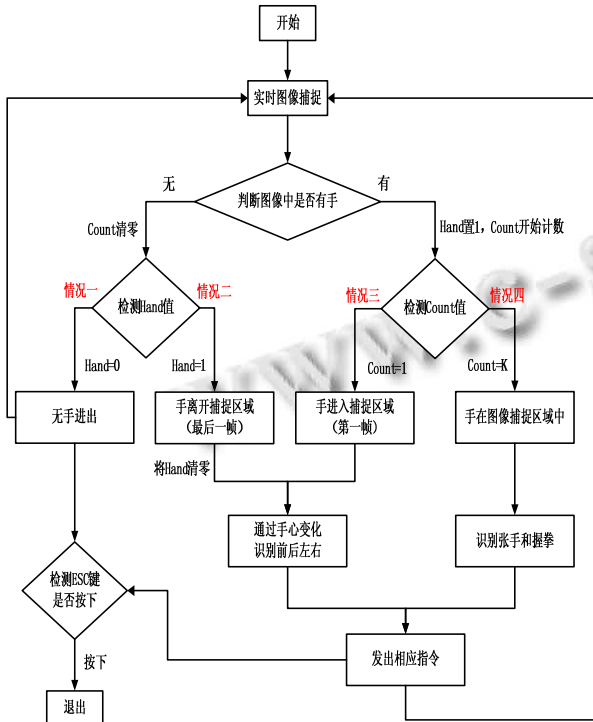 开始
实时图像捕捉
判断图像中是否有手
无
有
Count清零
Hand置1, Count开始计数
情况一
检测Hand值
情况二
情况三
检测Count值
情况四
Hand=0
Hand=1
Count=1
Count=K
无手进出
手离开捕捉区域
(最后一帧)
手进入捕捉区域
(第一帧)
手在图像捕捉区域中
将Hand清零
通过手心变化
识别前后左右
识别张手和握拳
检测ESC键
是否按下
发出相应指令
按下
退出
www.c-s